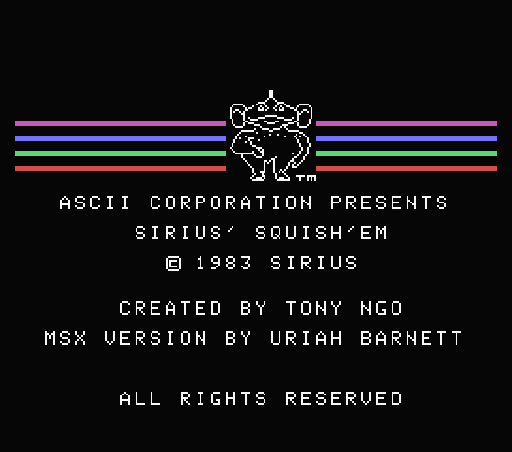 TM
ASCII CORPORATION PRESENTS
SIRIUS' SQUISH'EM
© 1983 SIRIUS
CREATED BY TONY NGO
MSX VERSION BY URIAH BARNETT
ALL RIGHTS RESERVED